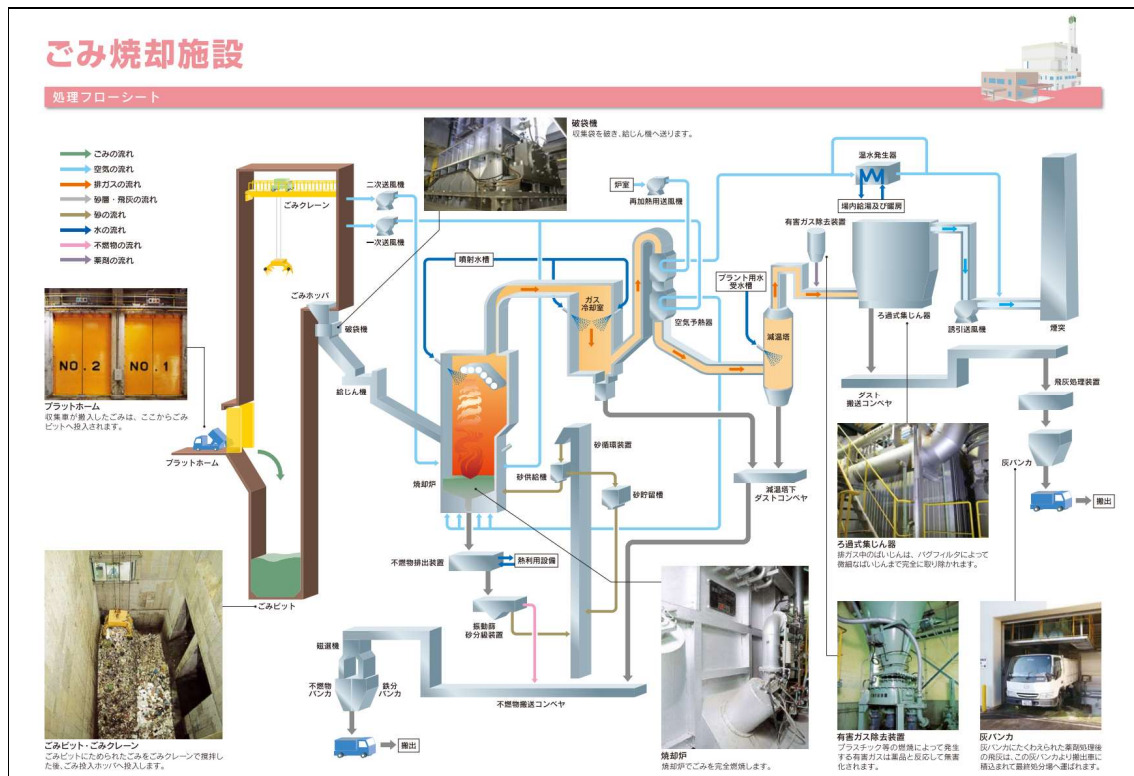 ごみ焼却施設
処理フローシート
ごみの流れ
空気の流れ
排ガスの流れ
砂層・飛灰の流れ
砂の流れ
水の流れ
不燃物の流れ
薬剤の流れ
破袋機
収集袋を破き、給じん機へ送ります。
ごみクレーン
二次送風機
一次送風機
炉室
再加熱用送風機
温水発生器
場内給湯及び暖房
有害ガス除去装置
噴射水槽
ガス
冷却室
プラント用水
受水槽
空気予熱器
減温塔
ろ過式集じん器
誘引送風機
煙突
ごみホッパ
破袋機
給じん機
NO.2
NO.1
プラットホーム
収集車が搬入したごみは、ここからごみ
ピットへ投入されます。
プラットホーム
焼却炉
砂循環装置
砂供給機
砂貯留槽
減温塔下
ダストコンベヤ
ダスト
搬送コンベヤ
飛灰処理装置
灰バンカ
搬出
不燃物排出装置
熱利用設備
振動篩
砂分級装置
ごみピット
磁選機
不燃物
バンカ
鉄分
バンカ
不燃物搬送コンベヤ
搬出
ごみピット・ごみクレーン
ごみピットにためられたごみをごみクレーンで撹拌し
た後、ごみ投入ホッパへ投入します。
焼却炉
焼却炉でごみを完全燃焼します。
ろ過式集じん器
排ガス中のばいじんは、バグフィルタによって
微細なばいじんまで完全に取り除かれます。
有害ガス除去装置
プラスチック等の燃焼によって発生
する有害ガスは薬品と反応して無害
化されます。
灰バンカ
灰バンカにたくわえられた薬剤処理後
の飛灰は、この灰バンカより搬出車に
積込まれて最終処分場へ運ばれます。